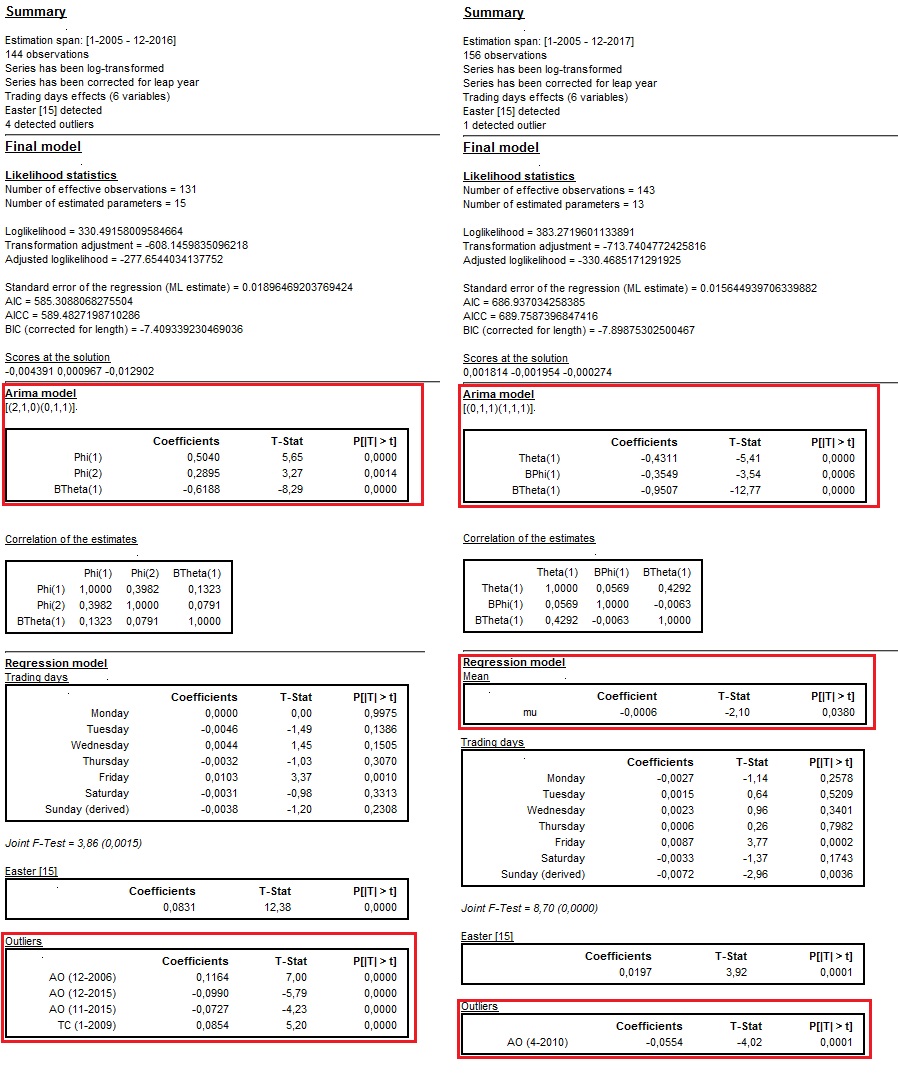 Summary
Estimation span: [1-2005 - 12-2016]
144 observations
Series has been log-transformed
Series has been corrected for leap year
Trading days effects (6 variables)
Easter [15] detected
4 detected outliers
Final model
Likelihood statistics
Number of effective observations = 131
Number of estimated parameters = 15
Loglikelihood = 330.49158009584664
Transformation adjustment = -608.1459835096218
Adjusted loglikelihood = -277.6544034137752
Standard error of the regression (ML estimate) = 0.01896469203769424
AIC = 585.3088068275504
AICC = 589.4827198710286
BIC (corrected for length) = -7.409339230469036
Scores at the solution
-0,004391 0,000967 -0,012902
Arima model
[(2,1,0)(0,1,1)].
Coefficients T-Stat P[|T| > t]
Phi(1) 0,5040 5,65 0,0000
Phi(2) 0,2895 3,27 0,0014
BTheta(1) -0,6188 -8,29 0,0000
Correlation of the estimates
Phi(1) Phi(2) BTheta(1)
Phi(1) 1,0000 0,3982 0,1323
Phi(2) 0,3982 1,0000 0,0791
BTheta(1) 0,1323 0,0791 1,0000
Regression model
Trading days
Coefficients T-Stat P[|T| > t]
Monday 0,0000 0,00 0,9975
Tuesday -0,0046 -1,49 0,1386
Wednesday 0,0044 1,45 0,1505
Thursday -0,0032 -1,03 0,3070
Friday 0,0103 3,37 0,0010
Saturday -0,0031 -0,98 0,3313
Sunday (derived) -0,0038 -1,20 0,2308
Joint F-Test = 3,86 (0,0015)
Easter [15]
Coefficients T-Stat P[|T| > t]
0,0831 12,38 0,0000
Outliers
Coefficients T-Stat P[|T| > t]
AO (12-2006) 0,1164 7,00 0,0000
AO (12-2015) -0,0990 -5,79 0,0000
AO (11-2015) -0,0727 -4,23 0,0000
TC (1-2009) 0,0854 5,20 0,0000
Summary
Estimation span: [1-2005 - 12-2017]
156 observations
Series has been log-transformed
Series has been corrected for leap year
Trading days effects (6 variables)
Easter [15] detected
1 detected outlier
Final model
Likelihood statistics
Number of effective observations = 143
Number of estimated parameters = 13
Loglikelihood = 383.2719601133891
Transformation adjustment = -713.7404772425816
Adjusted loglikelihood = -330.4685171291925
Standard error of the regression (ML estimate) = 0.015644939706339882
AIC = 686.937034258385
AICC = 689.7587396847416
BIC (corrected for length) = -7.89875302500467
Scores at the solution
0,001814 -0,001954 -0,000274
Arima model
[(0,1,1)(1,1,1)].
Coefficients T-Stat P[|T| > t]
Theta(1) -0,4311 -5,41 0,0000
BPhi(1) -0,3549 -3,54 0,0006
BTheta(1) -0,9507 -12,77 0,0000
Correlation of the estimates
Theta(1) BPhi(1) BTheta(1)
Theta(1) 1,0000 0,0569 0,4292
BPhi(1) 0,0569 1,0000 -0,0063
BTheta(1) 0,4292 -0,0063 1,0000
Regression model
Mean
Coefficient T-Stat P[|T| > t]
mu -0,0006 -2,10 0,0380
Trading days
Coefficients T-Stat P[|T| > t]
Monday -0,0027 -1,14 0,2578
Tuesday 0,0015 0,64 0,5209
Wednesday 0,0023 0,96 0,3401
Thursday 0,0006 0,26 0,7982
Friday 0,0087 3,77 0,0002
Saturday -0,0033 -1,37 0,1743
Sunday (derived) -0,0072 -2,96 0,0036
Joint F-Test = 8,70 (0,0000)
Easter [15]
Coefficients T-Stat P[|T| > t]
0,0197 3,92 0,0001
Outliers
Coefficients T-Stat P[|T| > t]
AO (4-2010) -0,0554 -4,02 0,0001